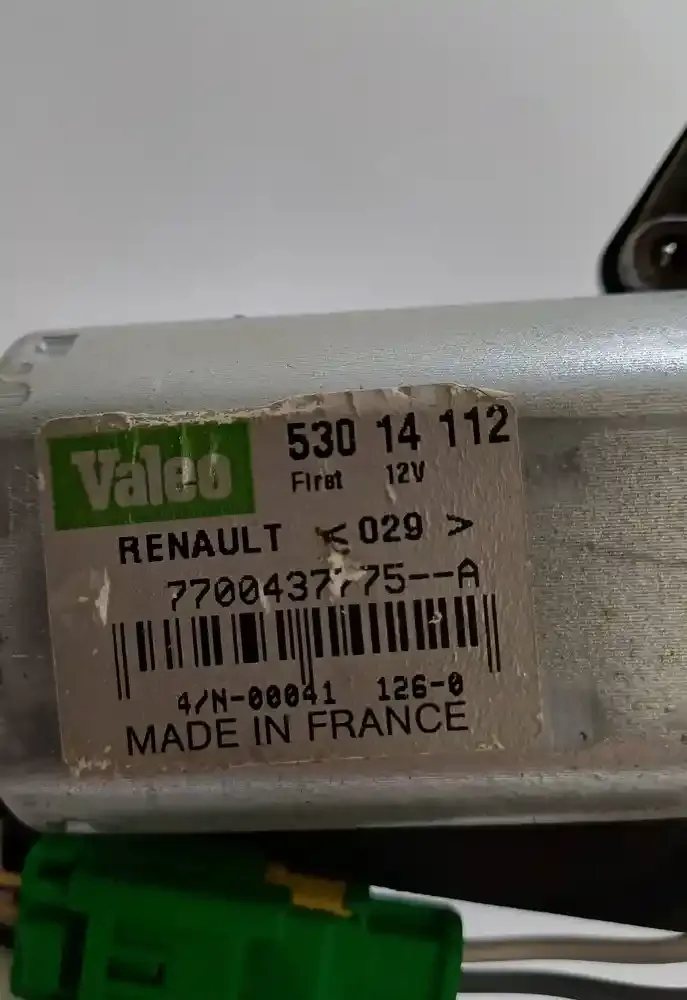 Valeo 530 14 112
First 12V
RENAULT <029 >
7700437775--A
4/N-00041 126-0
MADE IN FRANCE